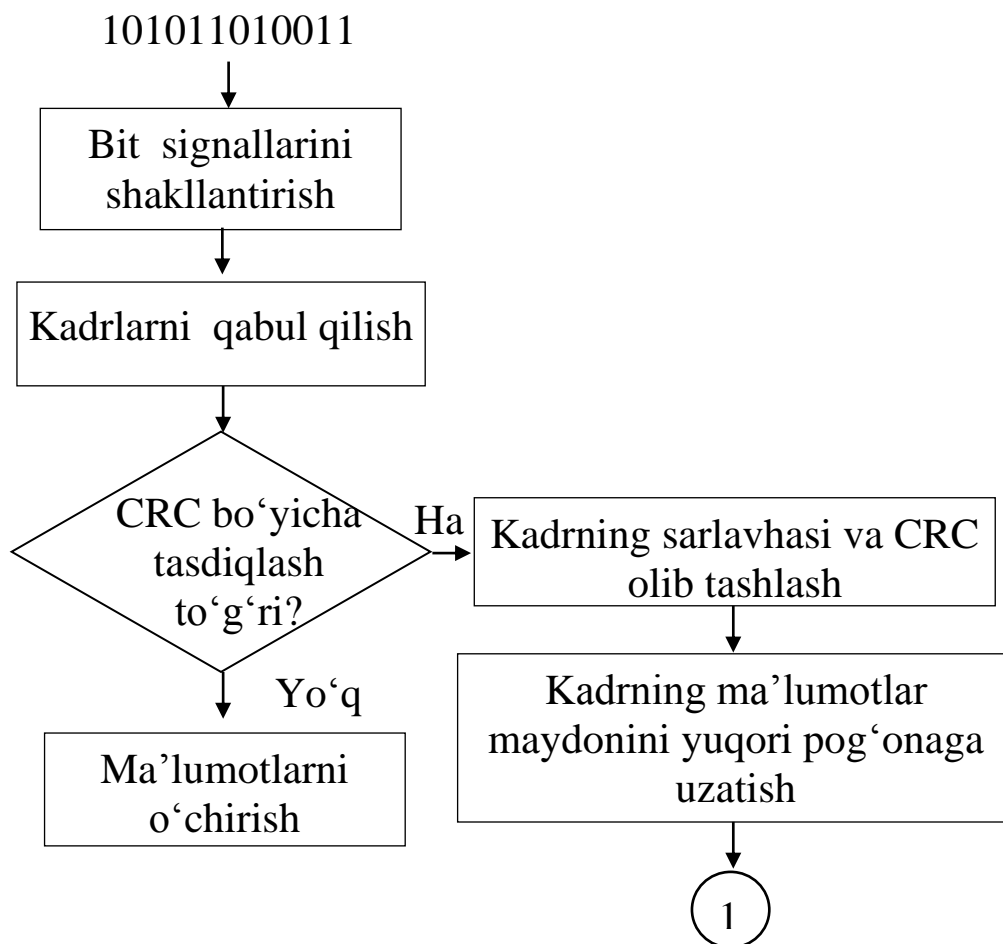 101011010011
Bit signallarini
shakllantirish
Kadrlarni qabul qilish
CRC bo‘yicha
tasdiqlash
to‘g‘ri?
Ha
Kadrning sarlavhasi va CRC
olib tashlash
Yo‘q
Ma’lumotlarni
o‘chirish
Kadrning ma’lumotlar
maydonini yuqori pog‘onaga
uzatish
1